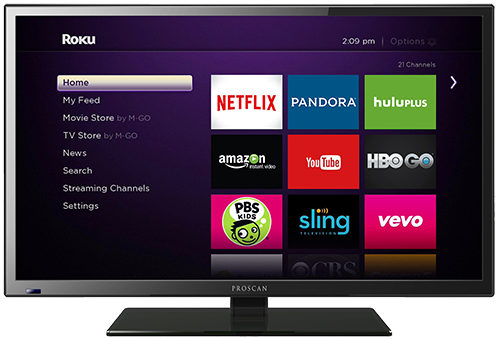 Roku
2:09 pm | Options
21 Channels
Home
My Feed
Movie Store by M-GO
TV Store by M-GO
News
Search
Streaming Channels
Settings
NETFLIX
PANDORA
huluPLUS
amazon
instant video
YouTube
HBO GO
PBS
KIDS
sling
TELEVISION
vevo
CBS
PROSCAN